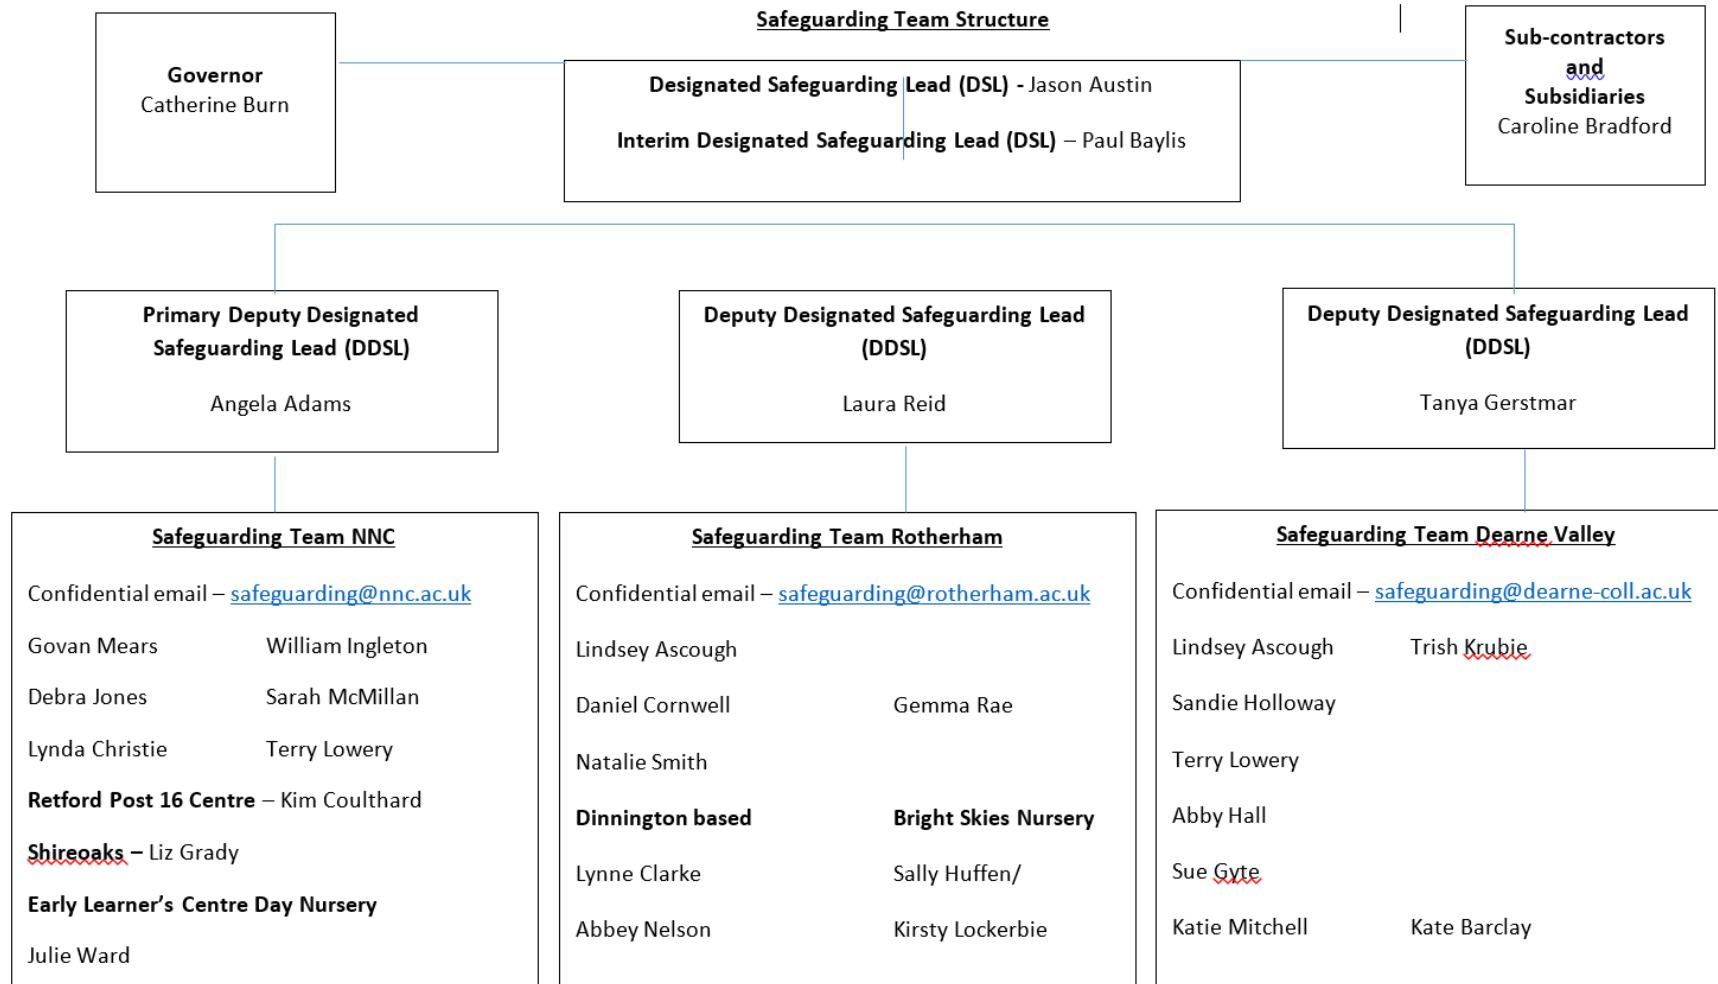 Safeguarding Team Structure
Governor
Catherine Burn
Designated Safeguarding Lead (DSL) - Jason Austin
Interim Designated Safeguarding Lead (DSL) – Paul Baylis
Sub-contractors
and
Subsidiaries
Caroline Bradford
Primary Deputy Designated
Safeguarding Lead (DDSL)
Angela Adams
Deputy Designated Safeguarding Lead
(DDSL)
Laura Reid
Deputy Designated Safeguarding Lead
(DDSL)
Tanya Gerstmar
Safeguarding Team NNC
Confidential email – safeguarding@nnc.ac.uk
Govan Mears William Ingleton
Debra Jones Sarah McMillan
Lynda Christie Terry Lowery
Retford Post 16 Centre – Kim Coulthard
Shireoaks – Liz Grady
Early Learner’s Centre Day Nursery
Julie Ward
Safeguarding Team Rotherham
Confidential email – safeguarding@rotherham.ac.uk
Lindsey Ascough
Daniel Cornwell Gemma Rae
Natalie Smith
Dinnington based Bright Skies Nursery
Lynne Clarke Sally Huffen/
Abbey Nelson Kirsty Lockerbie
Safeguarding Team Dearne Valley
Confidential email – safeguarding@dearne-coll.ac.uk
Lindsey Ascough Trish Krubie
Sandie Holloway
Terry Lowery
Abby Hall
Sue Gyte
Katie Mitchell Kate Barclay